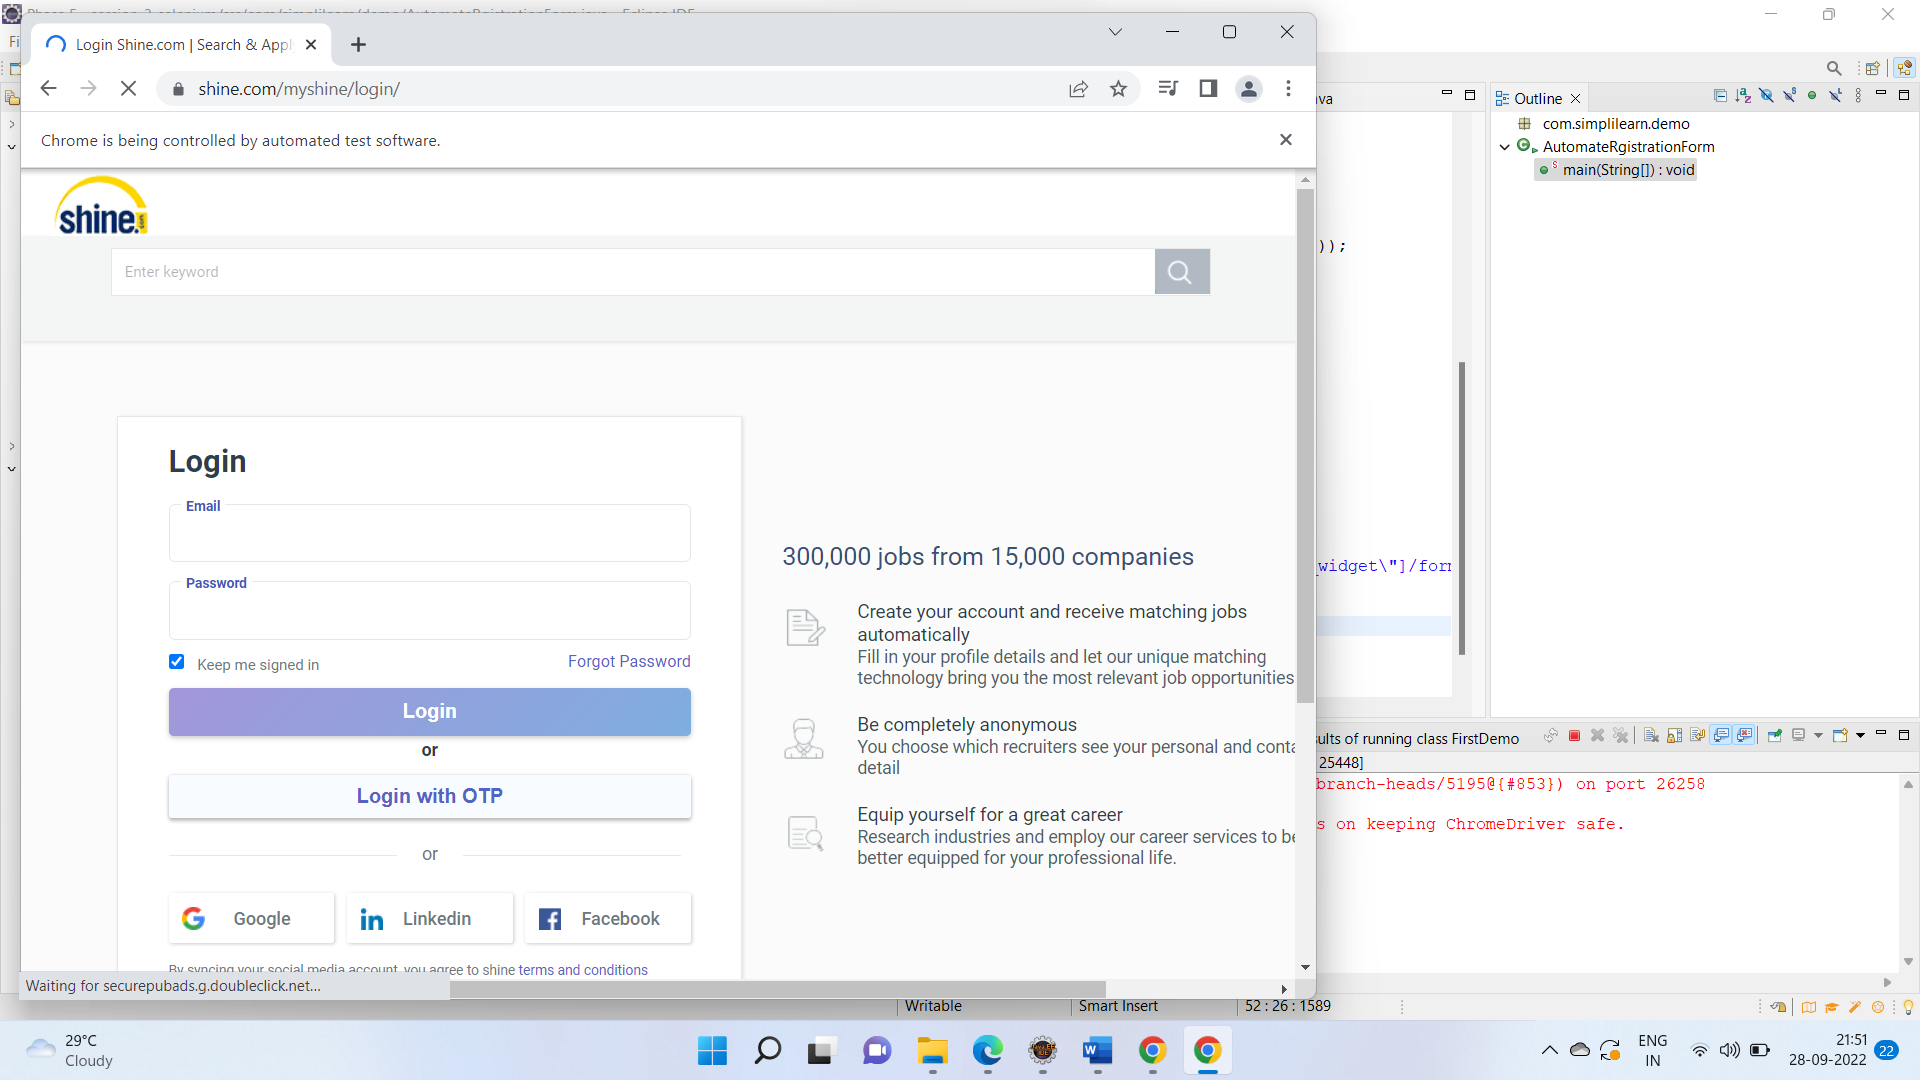 Login Shine.com | Search & Appl
shine.com/myshine/login/
Chrome is being controlled by automated test software.
shine.com
Enter keyword
Login
Email
Password
Keep me signed in
Forgot Password
Login
or
Login with OTP
or
Google
Linkedin
Facebook
By syncing your social media account, you agree to shine terms and conditions
300,000 jobs from 15,000 companies
Create your account and receive matching jobs
automatically
Fill in your profile details and let our unique matching
technology bring you the most relevant job opportunities
Be completely anonymous
You choose which recruiters see your personal and conta
detail
Equip yourself for a great career
Research industries and employ our career services to be
better equipped for your professional life.
Waiting for securepubads.g.doubleclick.net...
Fi
va
));
widget\"]/form
Outline
com.simplilearn.demo
AutomateRgistrationForm
main(String[]) : void
ults of running class FirstDemo
25448]
branch-heads/5195@{#853}) on port 26258
s on keeping ChromeDriver safe.
Writable
Smart Insert
52 : 26 : 1589
29°C
Cloudy
ENG
IN
21:51
28-09-2022
22